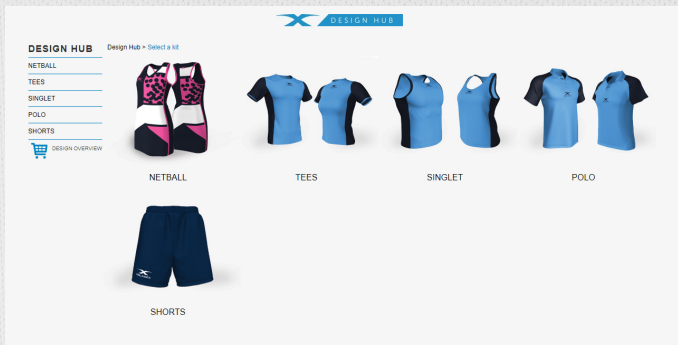 DESIGN HUB
DESIGN HUB
Design Hub > Select a kit
NETBALL
TEES
SINGLET
POLO
SHORTS
DESIGN OVERVIEW
NETBALL
TEES
SINGLET
POLO
SHORTS